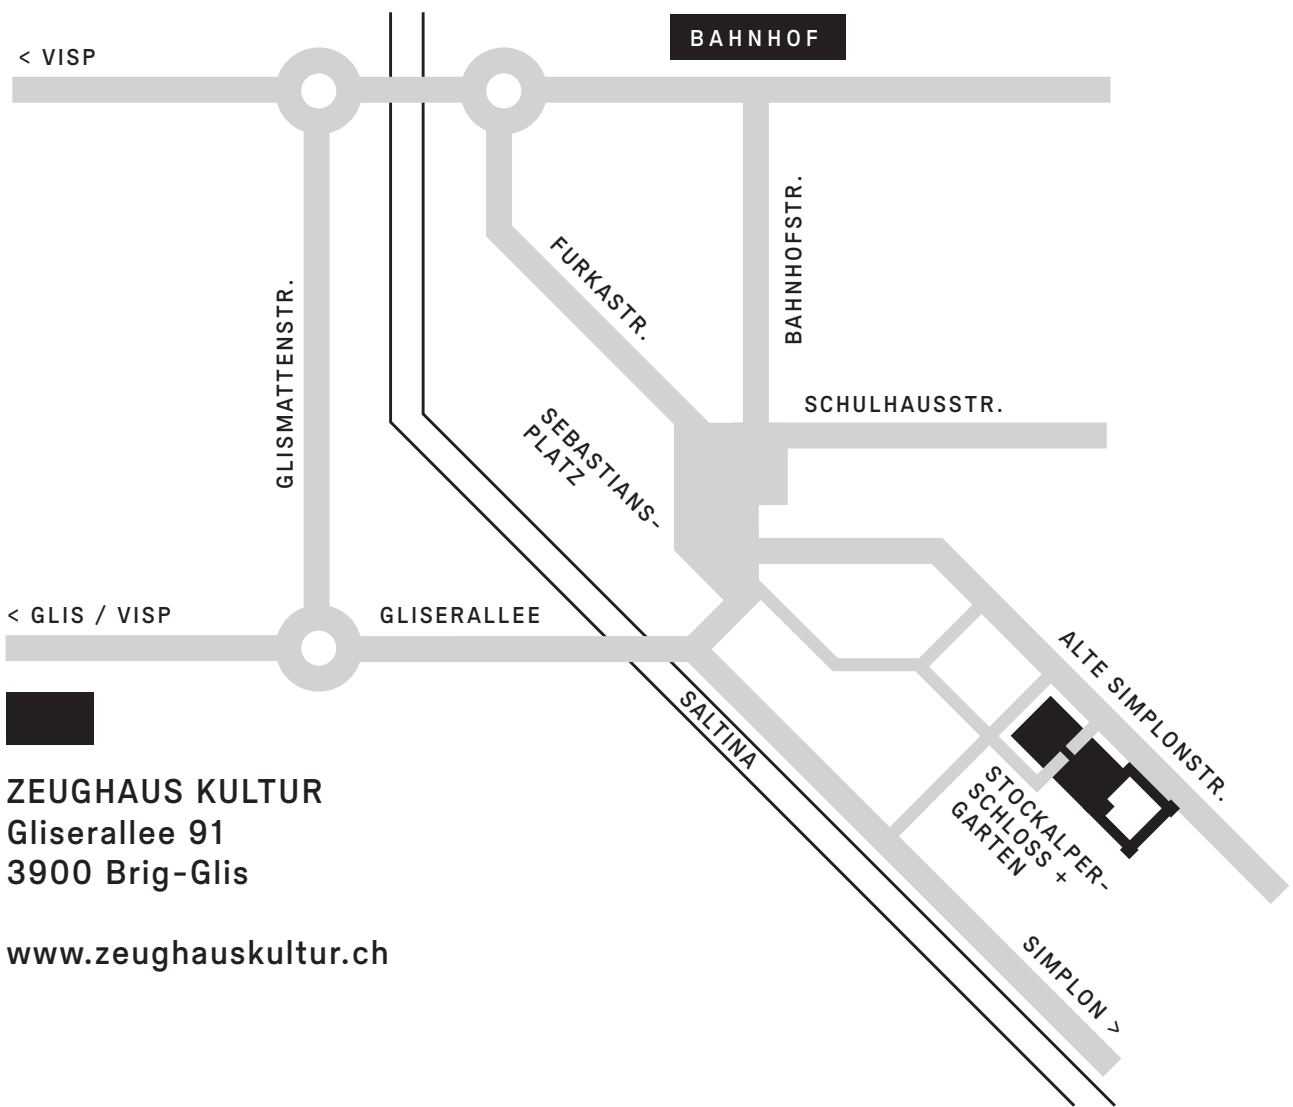 BAHNHOF
< VISP
BAHNHOFSTR.
FURKASTR.
GLISMATTENSTR.
SCHULHAUSSTR.
SEBASTIANS-
PLATZ
< GLIS / VISP
GLISERALLEE
ALTE SIMPLONSTR.
SALTINA
STOCKALPER-
SCHLOSS +
GARTEN
SIMPLON >
ZEUGHAUS KULTUR
Gliserallee 91
3900 Brig-Glis
www.zeughauskultur.ch